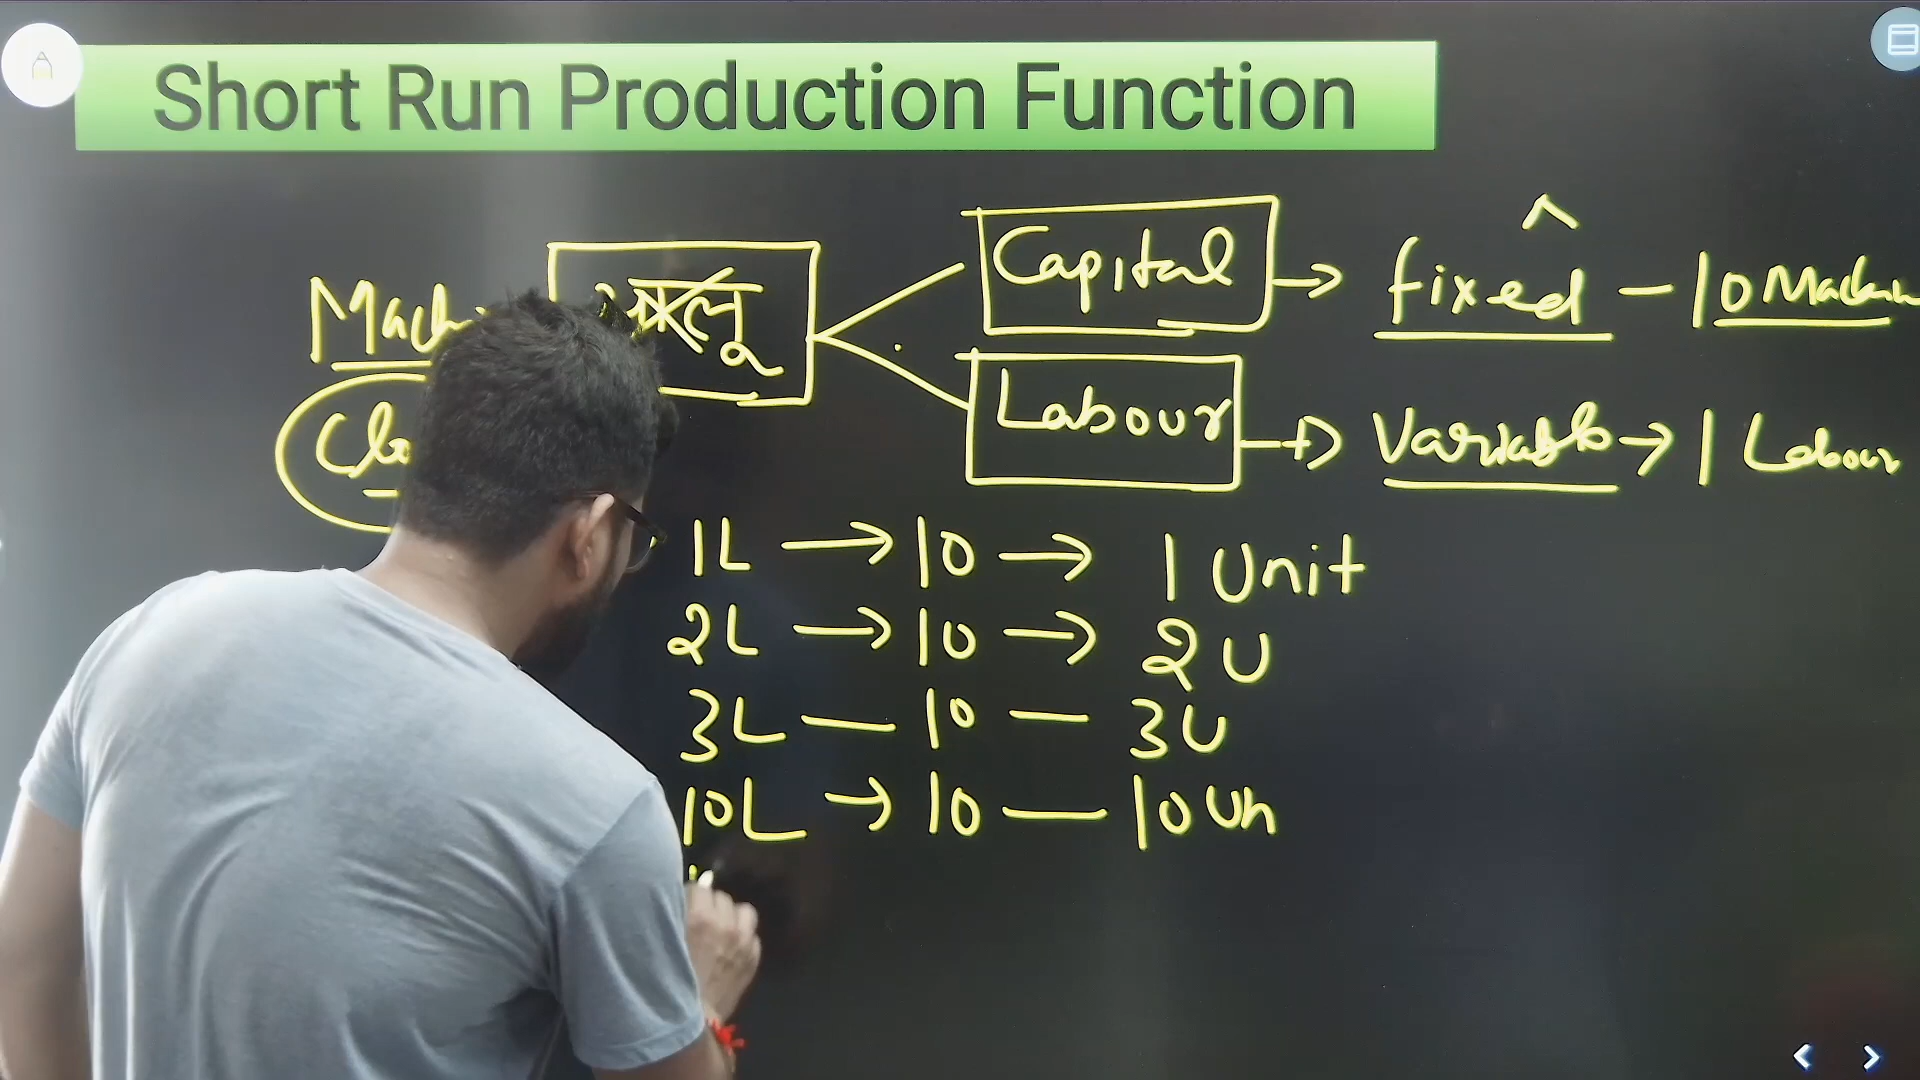 Short Run Production Function
Capital → fixed - 10 Machin
Labour → Variable → 1 Labour
1L → 10 → 1 Unit
2L → 10 → 2U
3L — 10 — 3U
10L → 10 — 10 Un